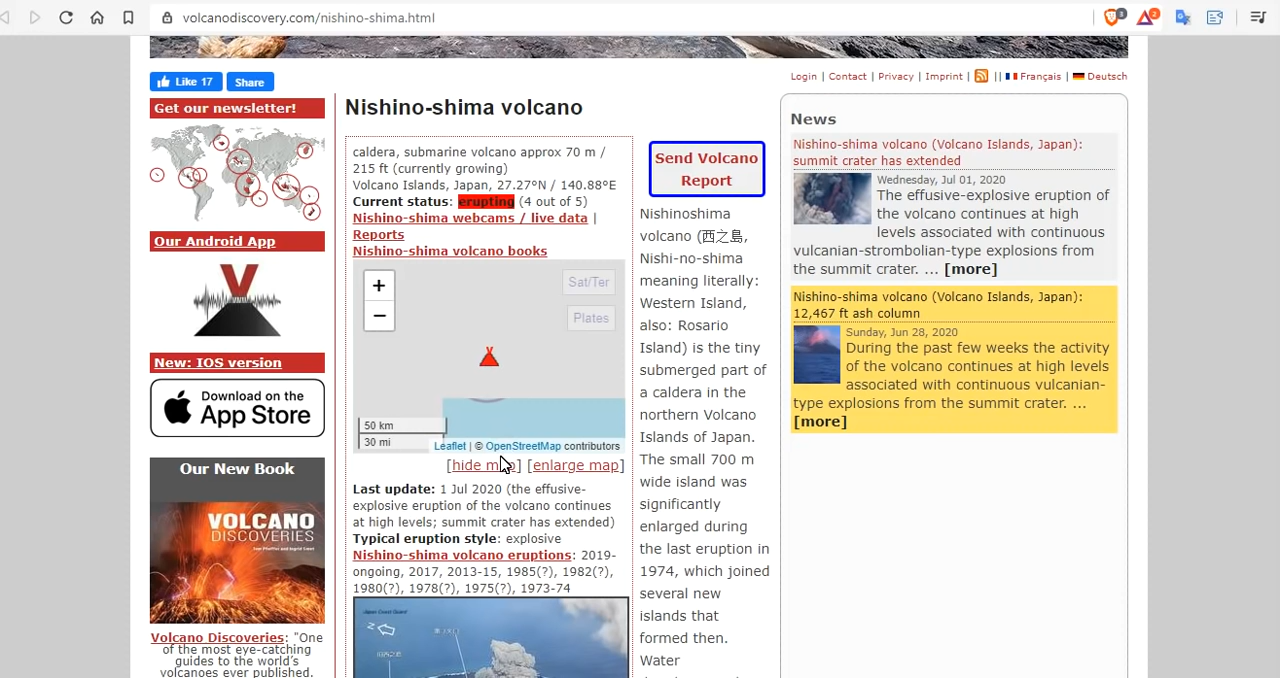 volcanodiscovery.com/nishino-shima.html
3
2
Like 17
Share
Login | Contact | Privacy | Imprint | || Français | Deutsch
Get our newsletter!
Our Android App
New: IOS version
Download on the
App Store
Our New Book
VOLCANO
DISCOVERIES
Volcano Discoveries: "One
of the most eye-catching
guides to the world's
volcanoes ever published.
Nishino-shima volcano
caldera, submarine volcano approx 70 m /
215 ft (currently growing)
Volcano Islands, Japan, 27.27°N / 140.88°E
Current status: erupting (4 out of 5)
Nishino-shima webcams / live data |
Reports
Nishino-shima volcano books
+
−
Sat/Ter
Plates
50 km
30 mi
Leaflet | © OpenStreetMap contributors
[hide map] [enlarge map]
Last update: 1 Jul 2020 (the effusive-
explosive eruption of the volcano continues
at high levels; summit crater has extended)
Typical eruption style: explosive
Nishino-shima volcano eruptions: 2019-
ongoing, 2017, 2013-15, 1985(?), 1982(?),
1980(?), 1978(?), 1975(?), 1973-74
Japan Coast Guard
Z
Send Volcano
Report
Nishinoshima
volcano (西之島,
Nishi-no-shima
meaning literally:
Western Island,
also: Rosario
Island) is the tiny
submerged part of
a caldera in the
northern Volcano
Islands of Japan.
The small 700 m
wide island was
significantly
enlarged during
the last eruption in
1974, which joined
several new
islands that
formed then.
Water
News
Nishino-shima volcano (Volcano Islands, Japan):
summit crater has extended
Wednesday, Jul 01, 2020
The effusive-explosive eruption of
the volcano continues at high
levels associated with continuous
vulcanian-strombolian-type explosions from
the summit crater. ... [more]
Nishino-shima volcano (Volcano Islands, Japan):
12,467 ft ash column
Sunday, Jun 28, 2020
During the past few weeks the activity
of the volcano continues at high levels
associated with continuous vulcanian-
type explosions from the summit crater. ...
[more]